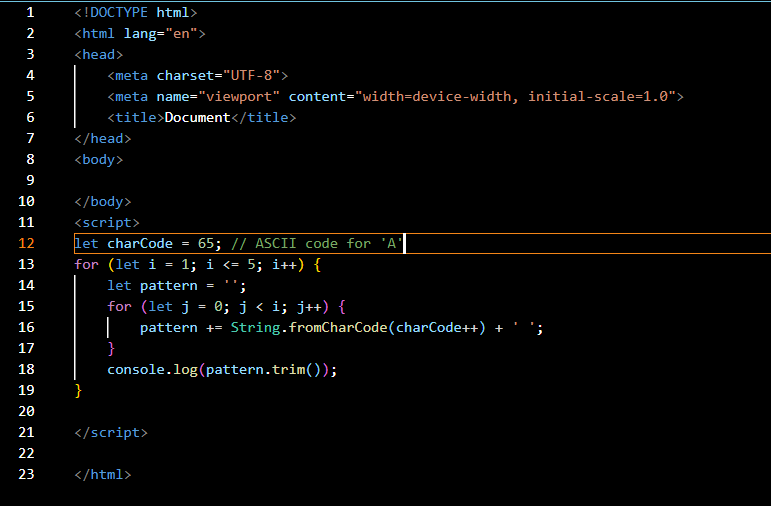 1 <!DOCTYPE html>
2 <html lang="en">
3 <head>
4     <meta charset="UTF-8">
5     <meta name="viewport" content="width=device-width, initial-scale=1.0">
6     <title>Document</title>
7 </head>
8 <body>
9
10 </body>
11 <script>
12 let charCode = 65; // ASCII code for 'A'
13 for (let i = 1; i <= 5; i++) {
14     let pattern = '';
15     for (let j = 0; j < i; j++) {
16         pattern += String.fromCharCode(charCode++) + ' ';
17     }
18     console.log(pattern.trim());
19 }
20
21 </script>
22
23 </html>